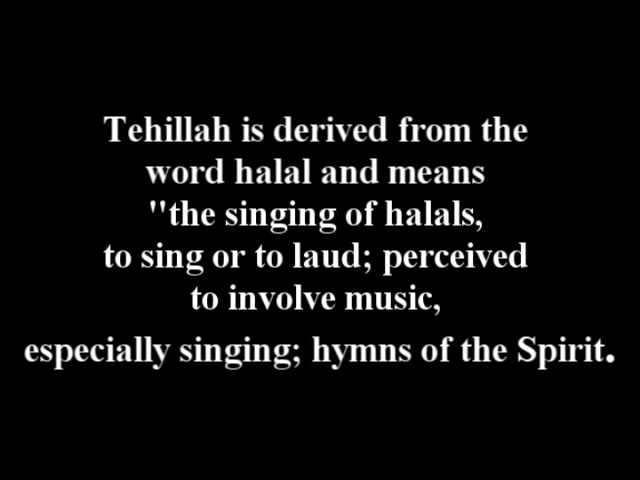 Tehillah is derived from the
word halal and means
"the singing of halals,
to sing or to laud; perceived
to involve music,
especially singing; hymns of the Spirit.